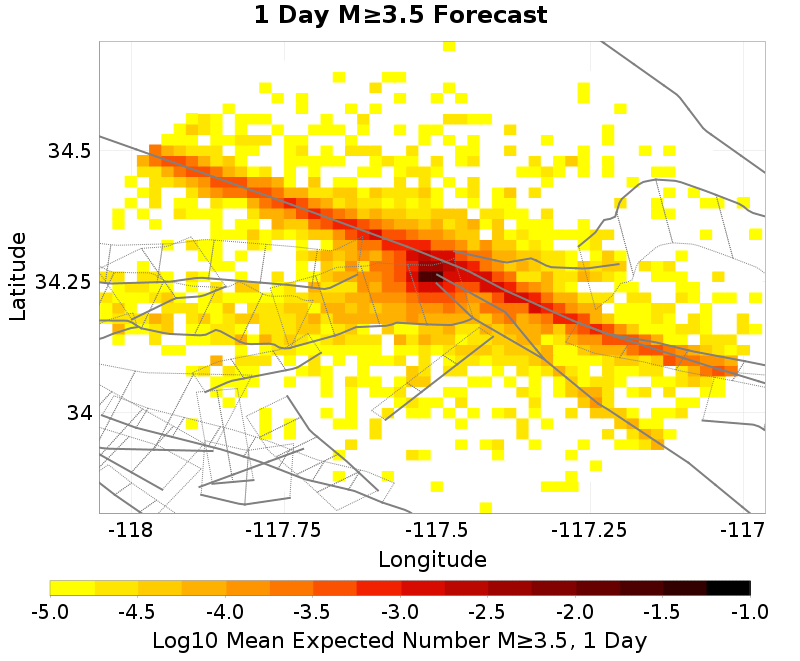 1 Day M≥3.5 Forecast
Latitude
34.5
34.25
34
-118 -117.75 -117.5 -117.25 -117
Longitude
-5.0 -4.5 -4.0 -3.5 -3.0 -2.5 -2.0 -1.5 -1.0
Log10 Mean Expected Number M≥3.5, 1 Day